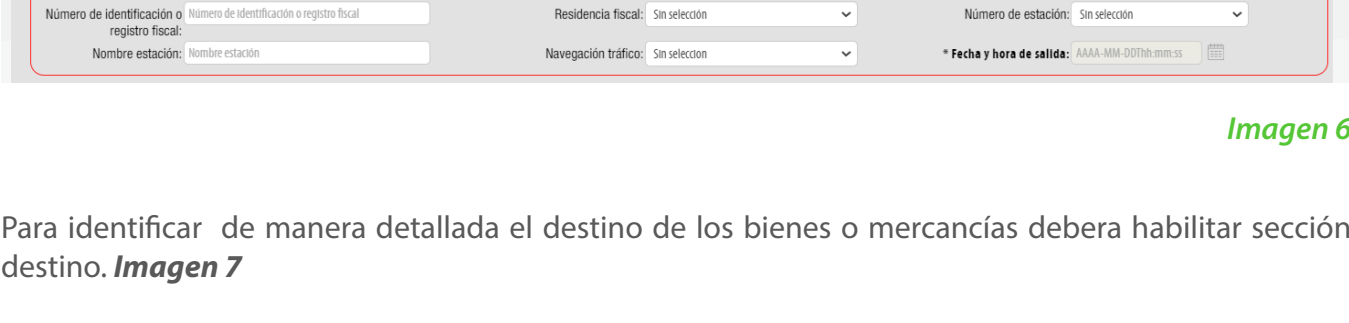 Número de identificación o Número de identificación o registro fiscal Residencia fiscal: Sin selección Número de estación: Sin selección
registro fiscal:
Nombre estación: Nombre estación Navegación tráfico: Sin seleccion * Fecha y hora de salida: AAAA-MM-DDThh:mm:ss
Imagen 6
Para identificar de manera detallada el destino de los bienes o mercancías debera habilitar sección
destino. Imagen 7